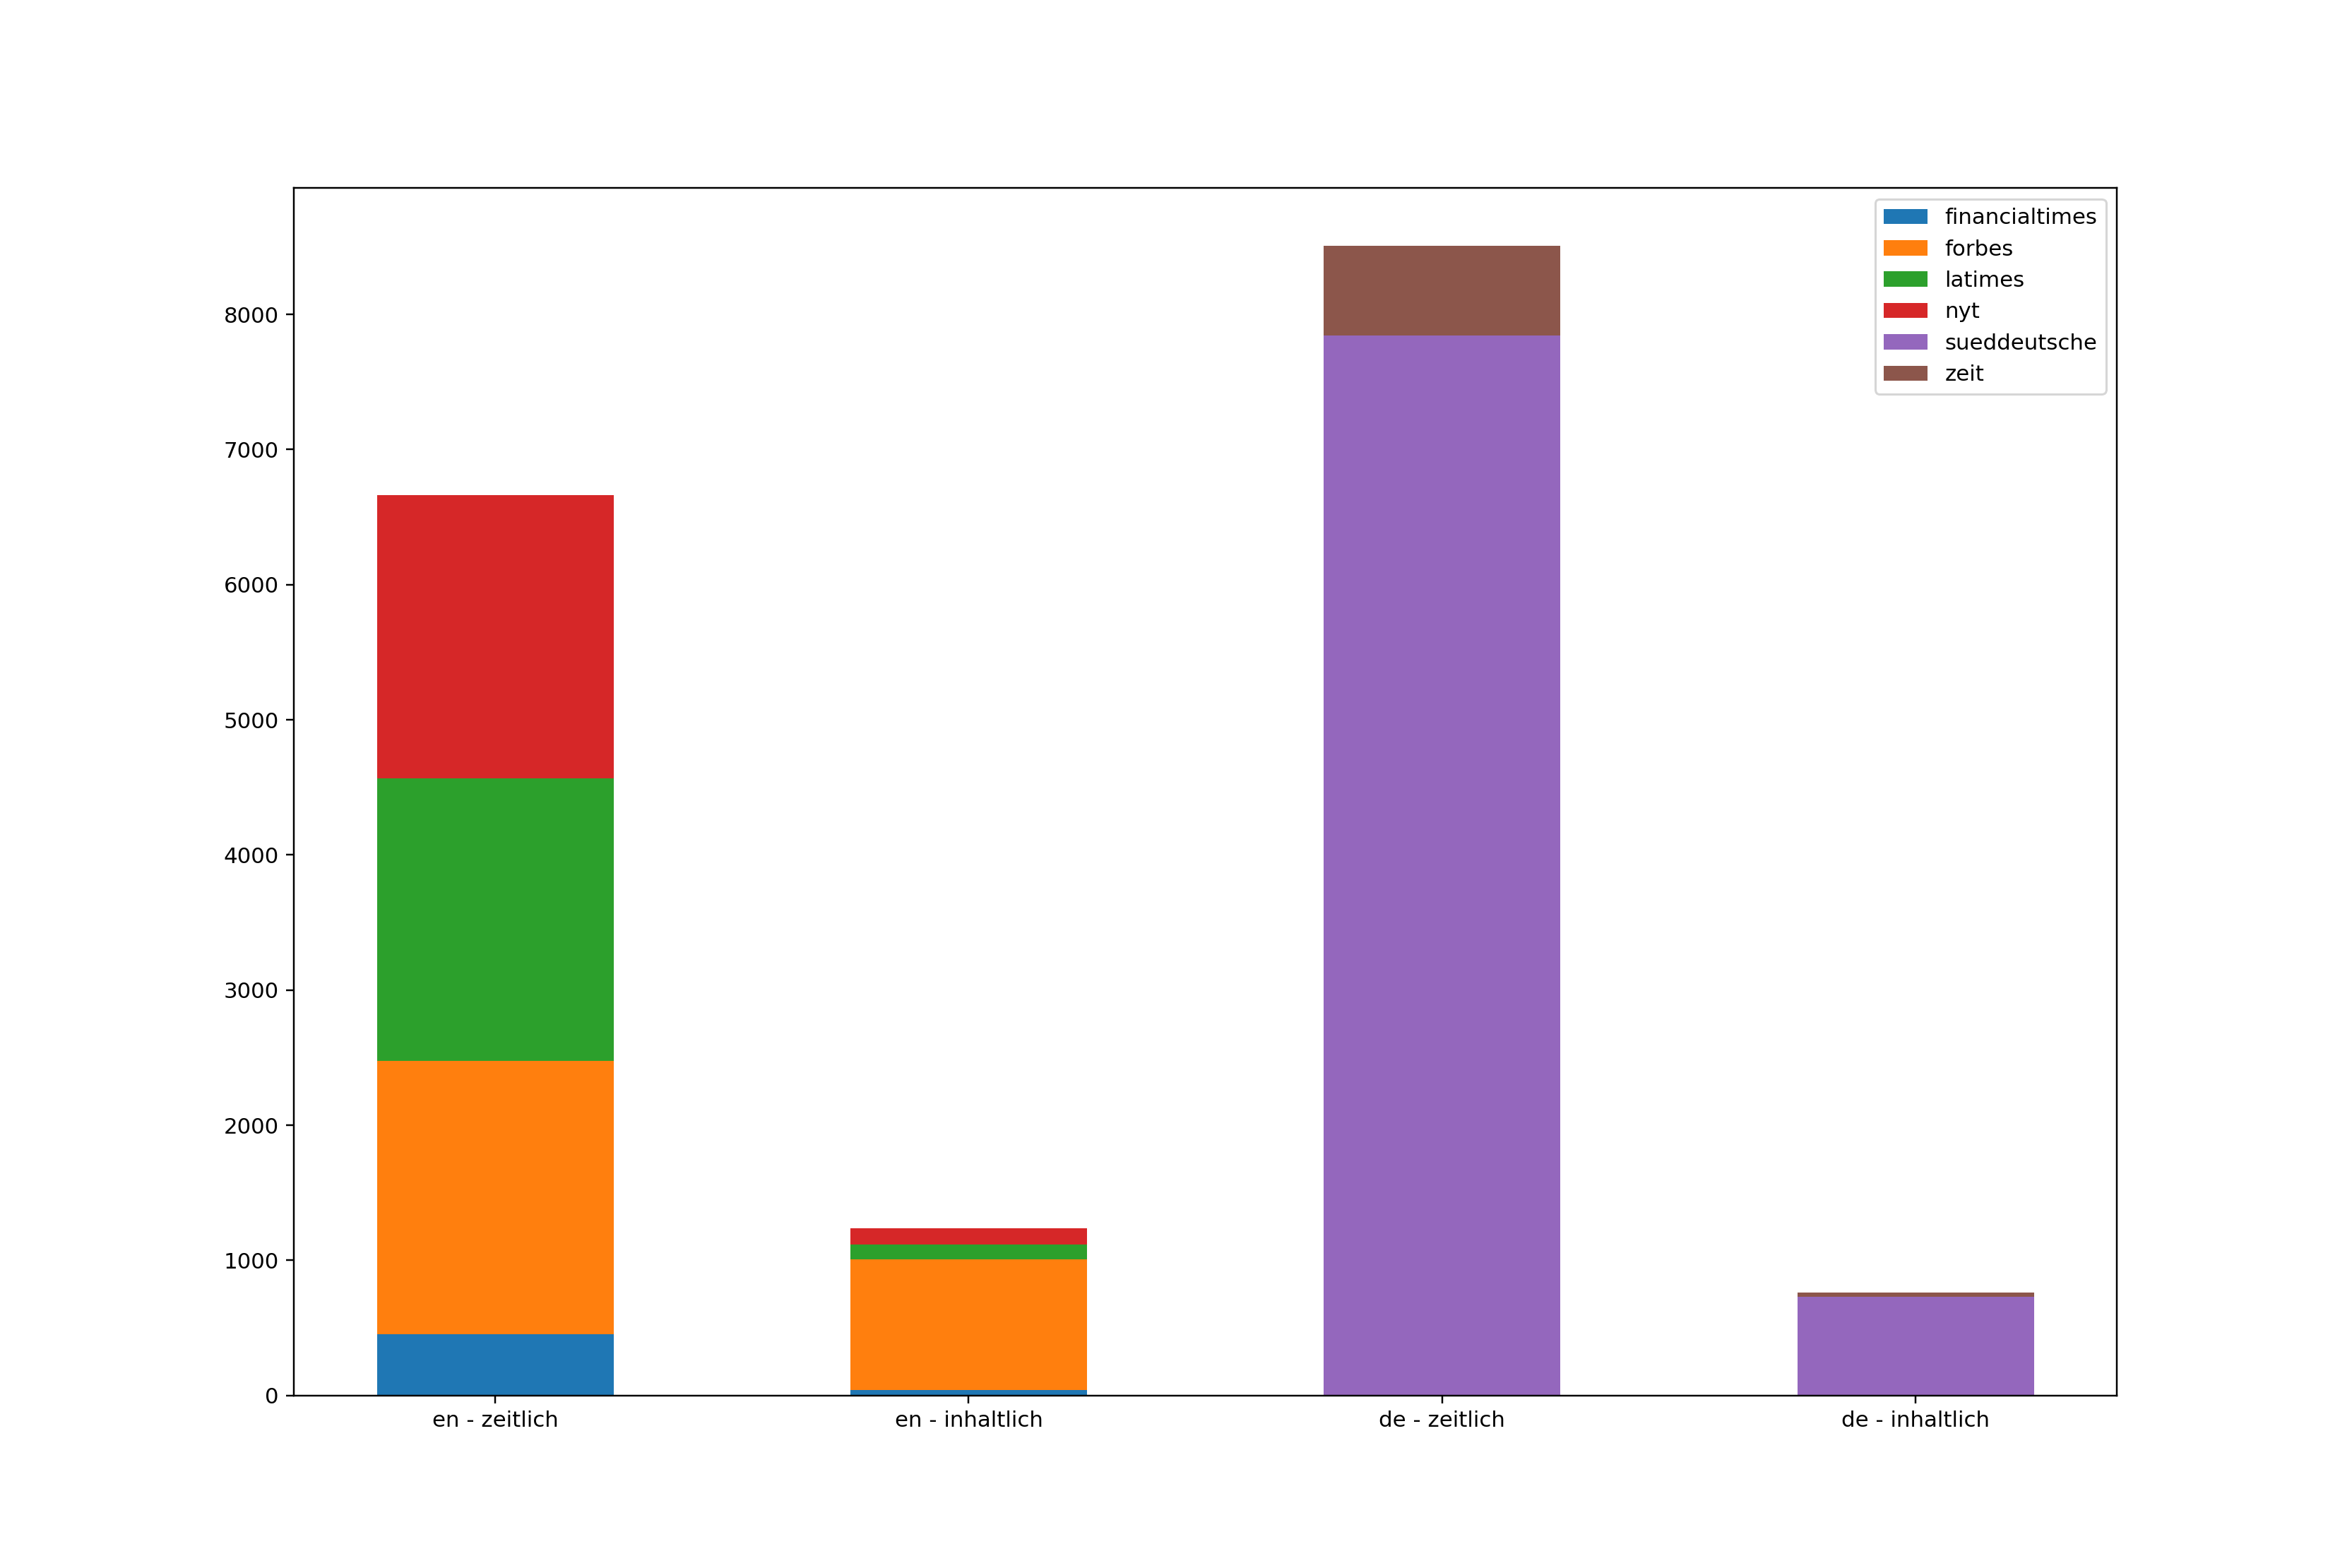 8000
7000
6000
5000
4000
3000
2000
1000
0
en - zeitlich
en - inhaltlich
de - zeitlich
de - inhaltlich
financialtimes
forbes
latimes
nyt
sueddeutsche
zeit